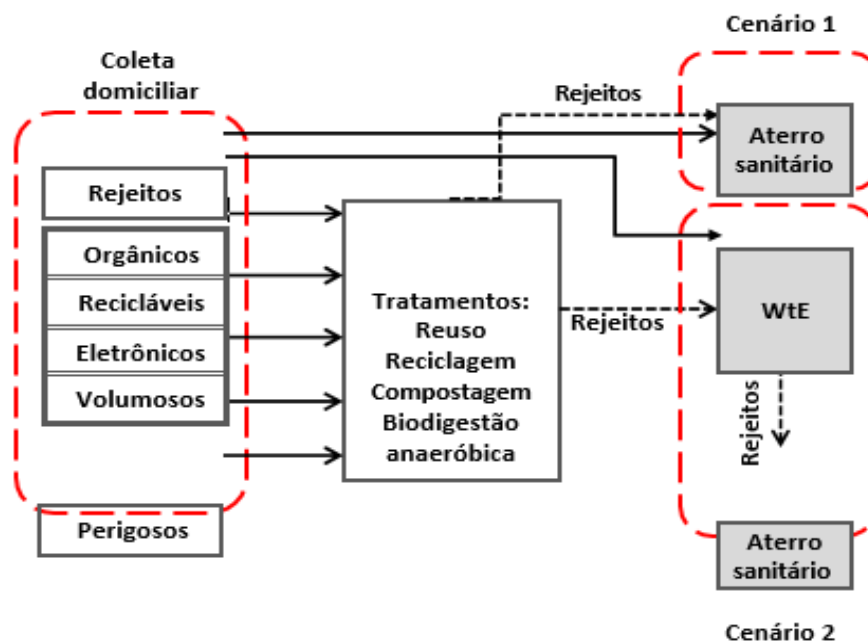 Cenário 1
Coleta
domiciliar
Rejeitos
Aterro
sanitário
Rejeitos
Orgânicos
Recicláveis
Eletrônicos
Volumosos
Perigosos
Tratamentos:
Reuso
Reciclagem
Compostagem
Biodigestão
anaeróbica
Rejeitos
WtE
Rejeitos
Aterro
sanitário
Cenário 2